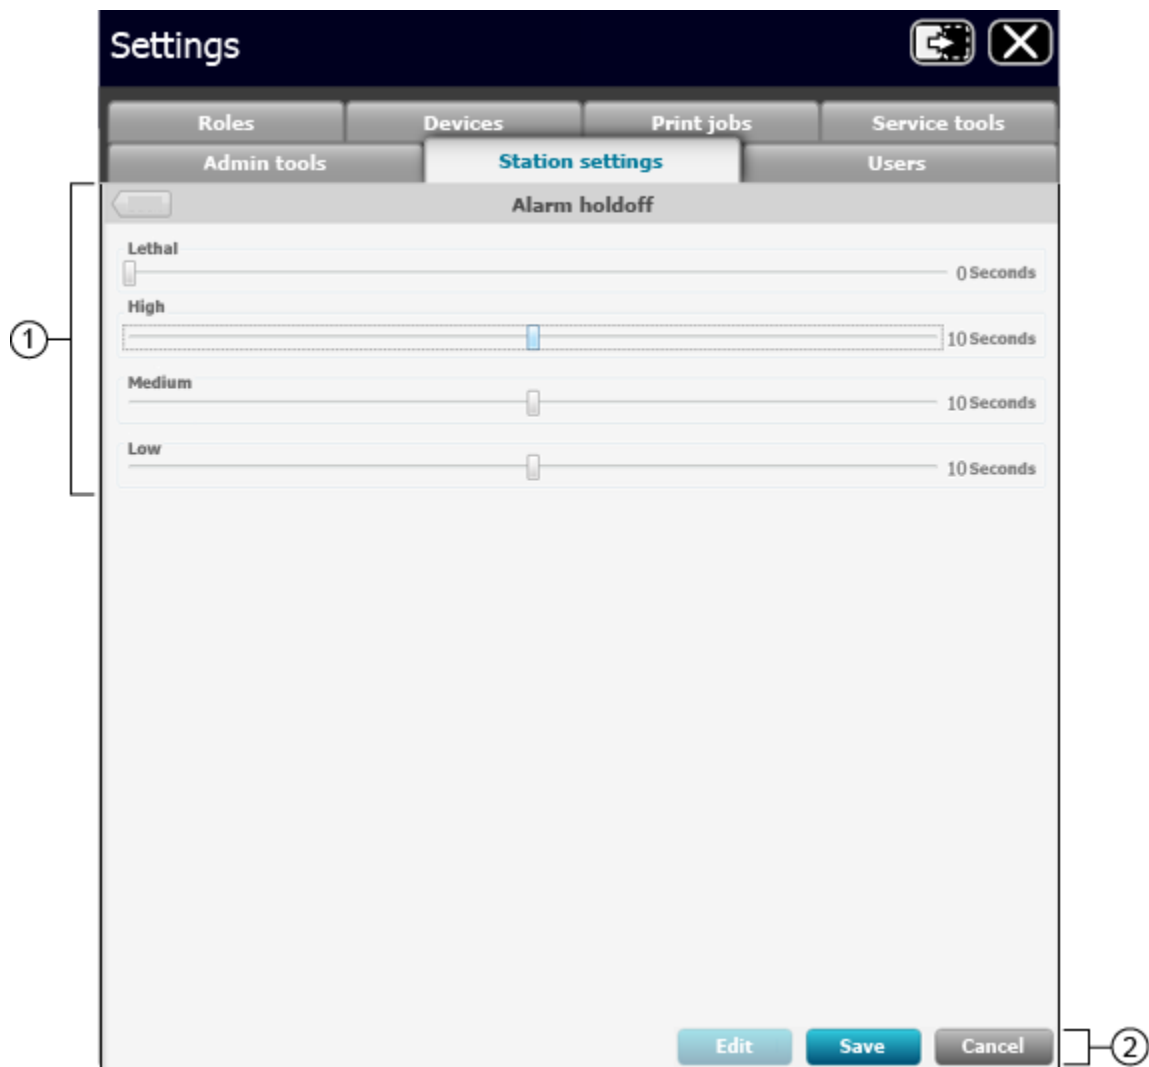 Settings
Roles Devices Print jobs Service tools
Admin tools Station settings Users
Alarm holdoff
Lethal
0 Seconds
High
1
10 Seconds
Medium
10 Seconds
Low
10 Seconds
Edit Save Cancel
2